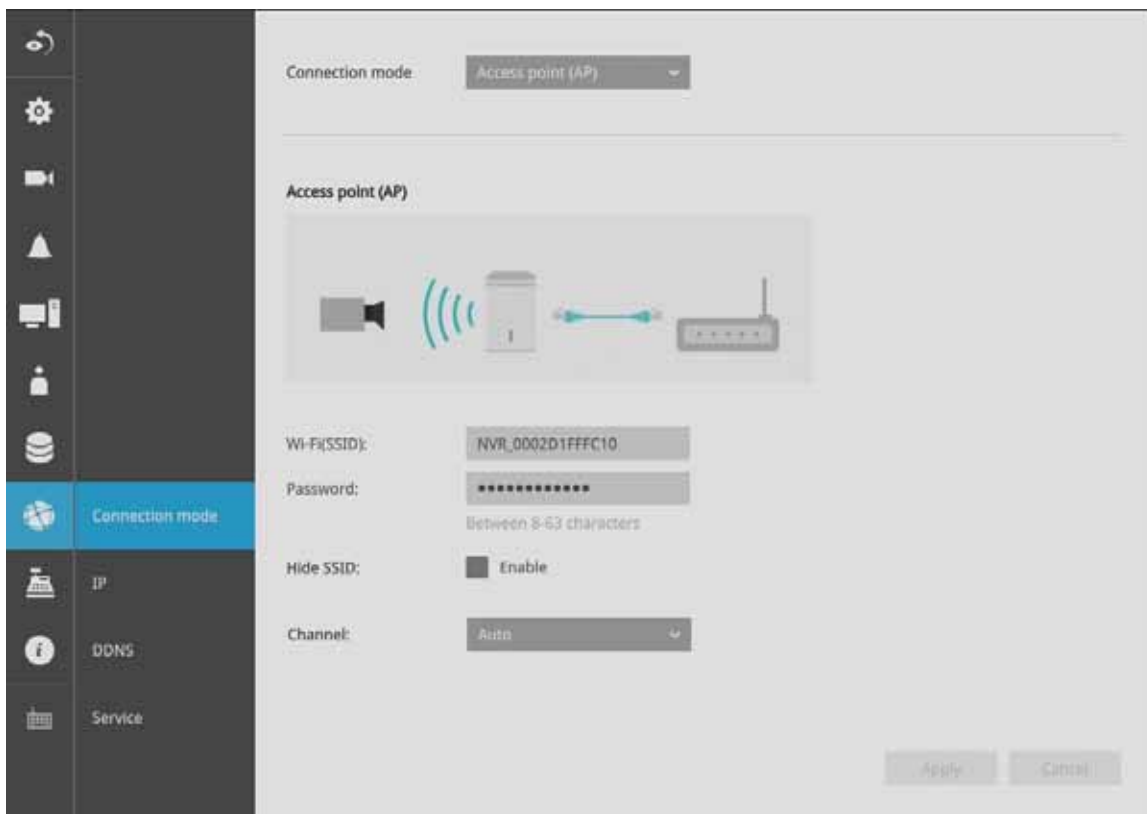 Connection mode
Access point (AP)
Access point (AP)
Wi-Fi(SSID):
NVR_0002D1FFFC10
Password:
••••••••••••
Between 8-63 characters
Hide SSID:
Enable
Channel:
Auto
Connection mode
IP
DDNS
Service
Apply
Cancel